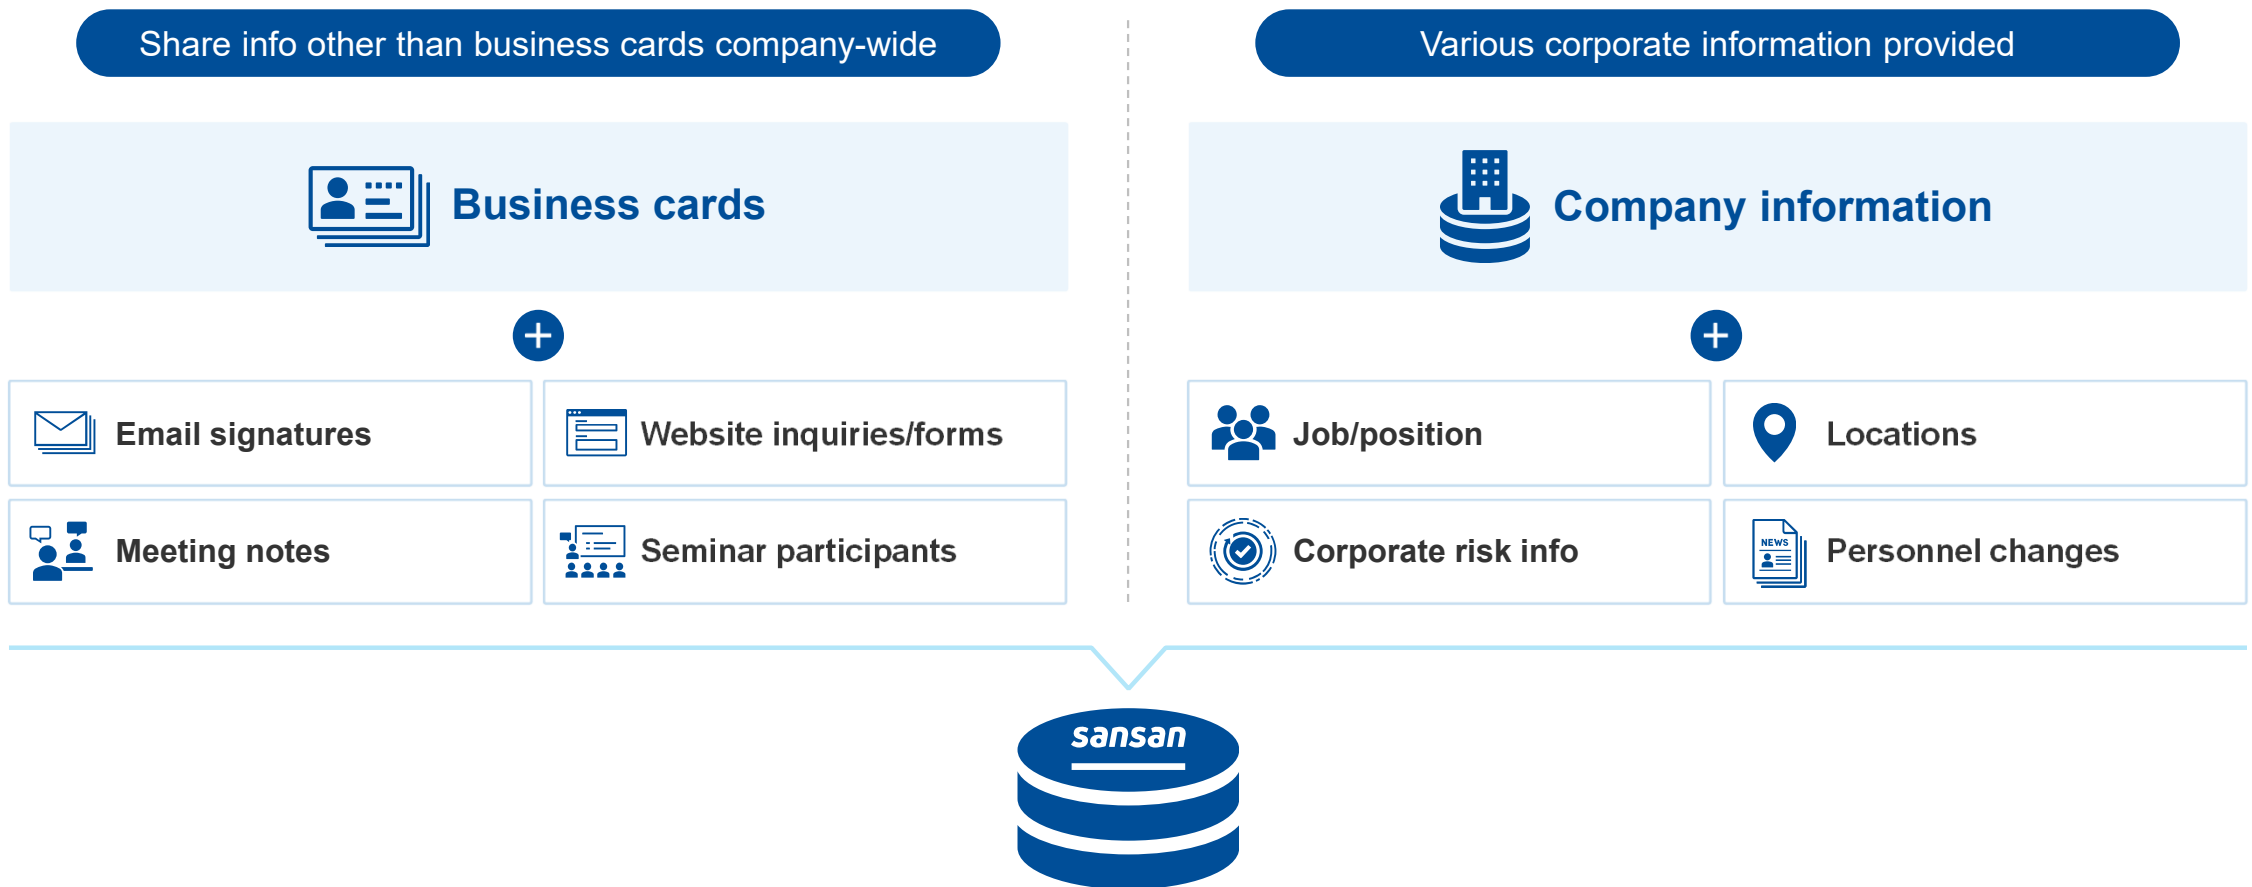 Share info other than business cards company-wide
Various corporate information provided
Business cards
Company information
Email signatures
Website inquiries/forms
Job/position
Locations
Meeting notes
Seminar participants
Corporate risk info
NEWS
Personnel changes
sansan